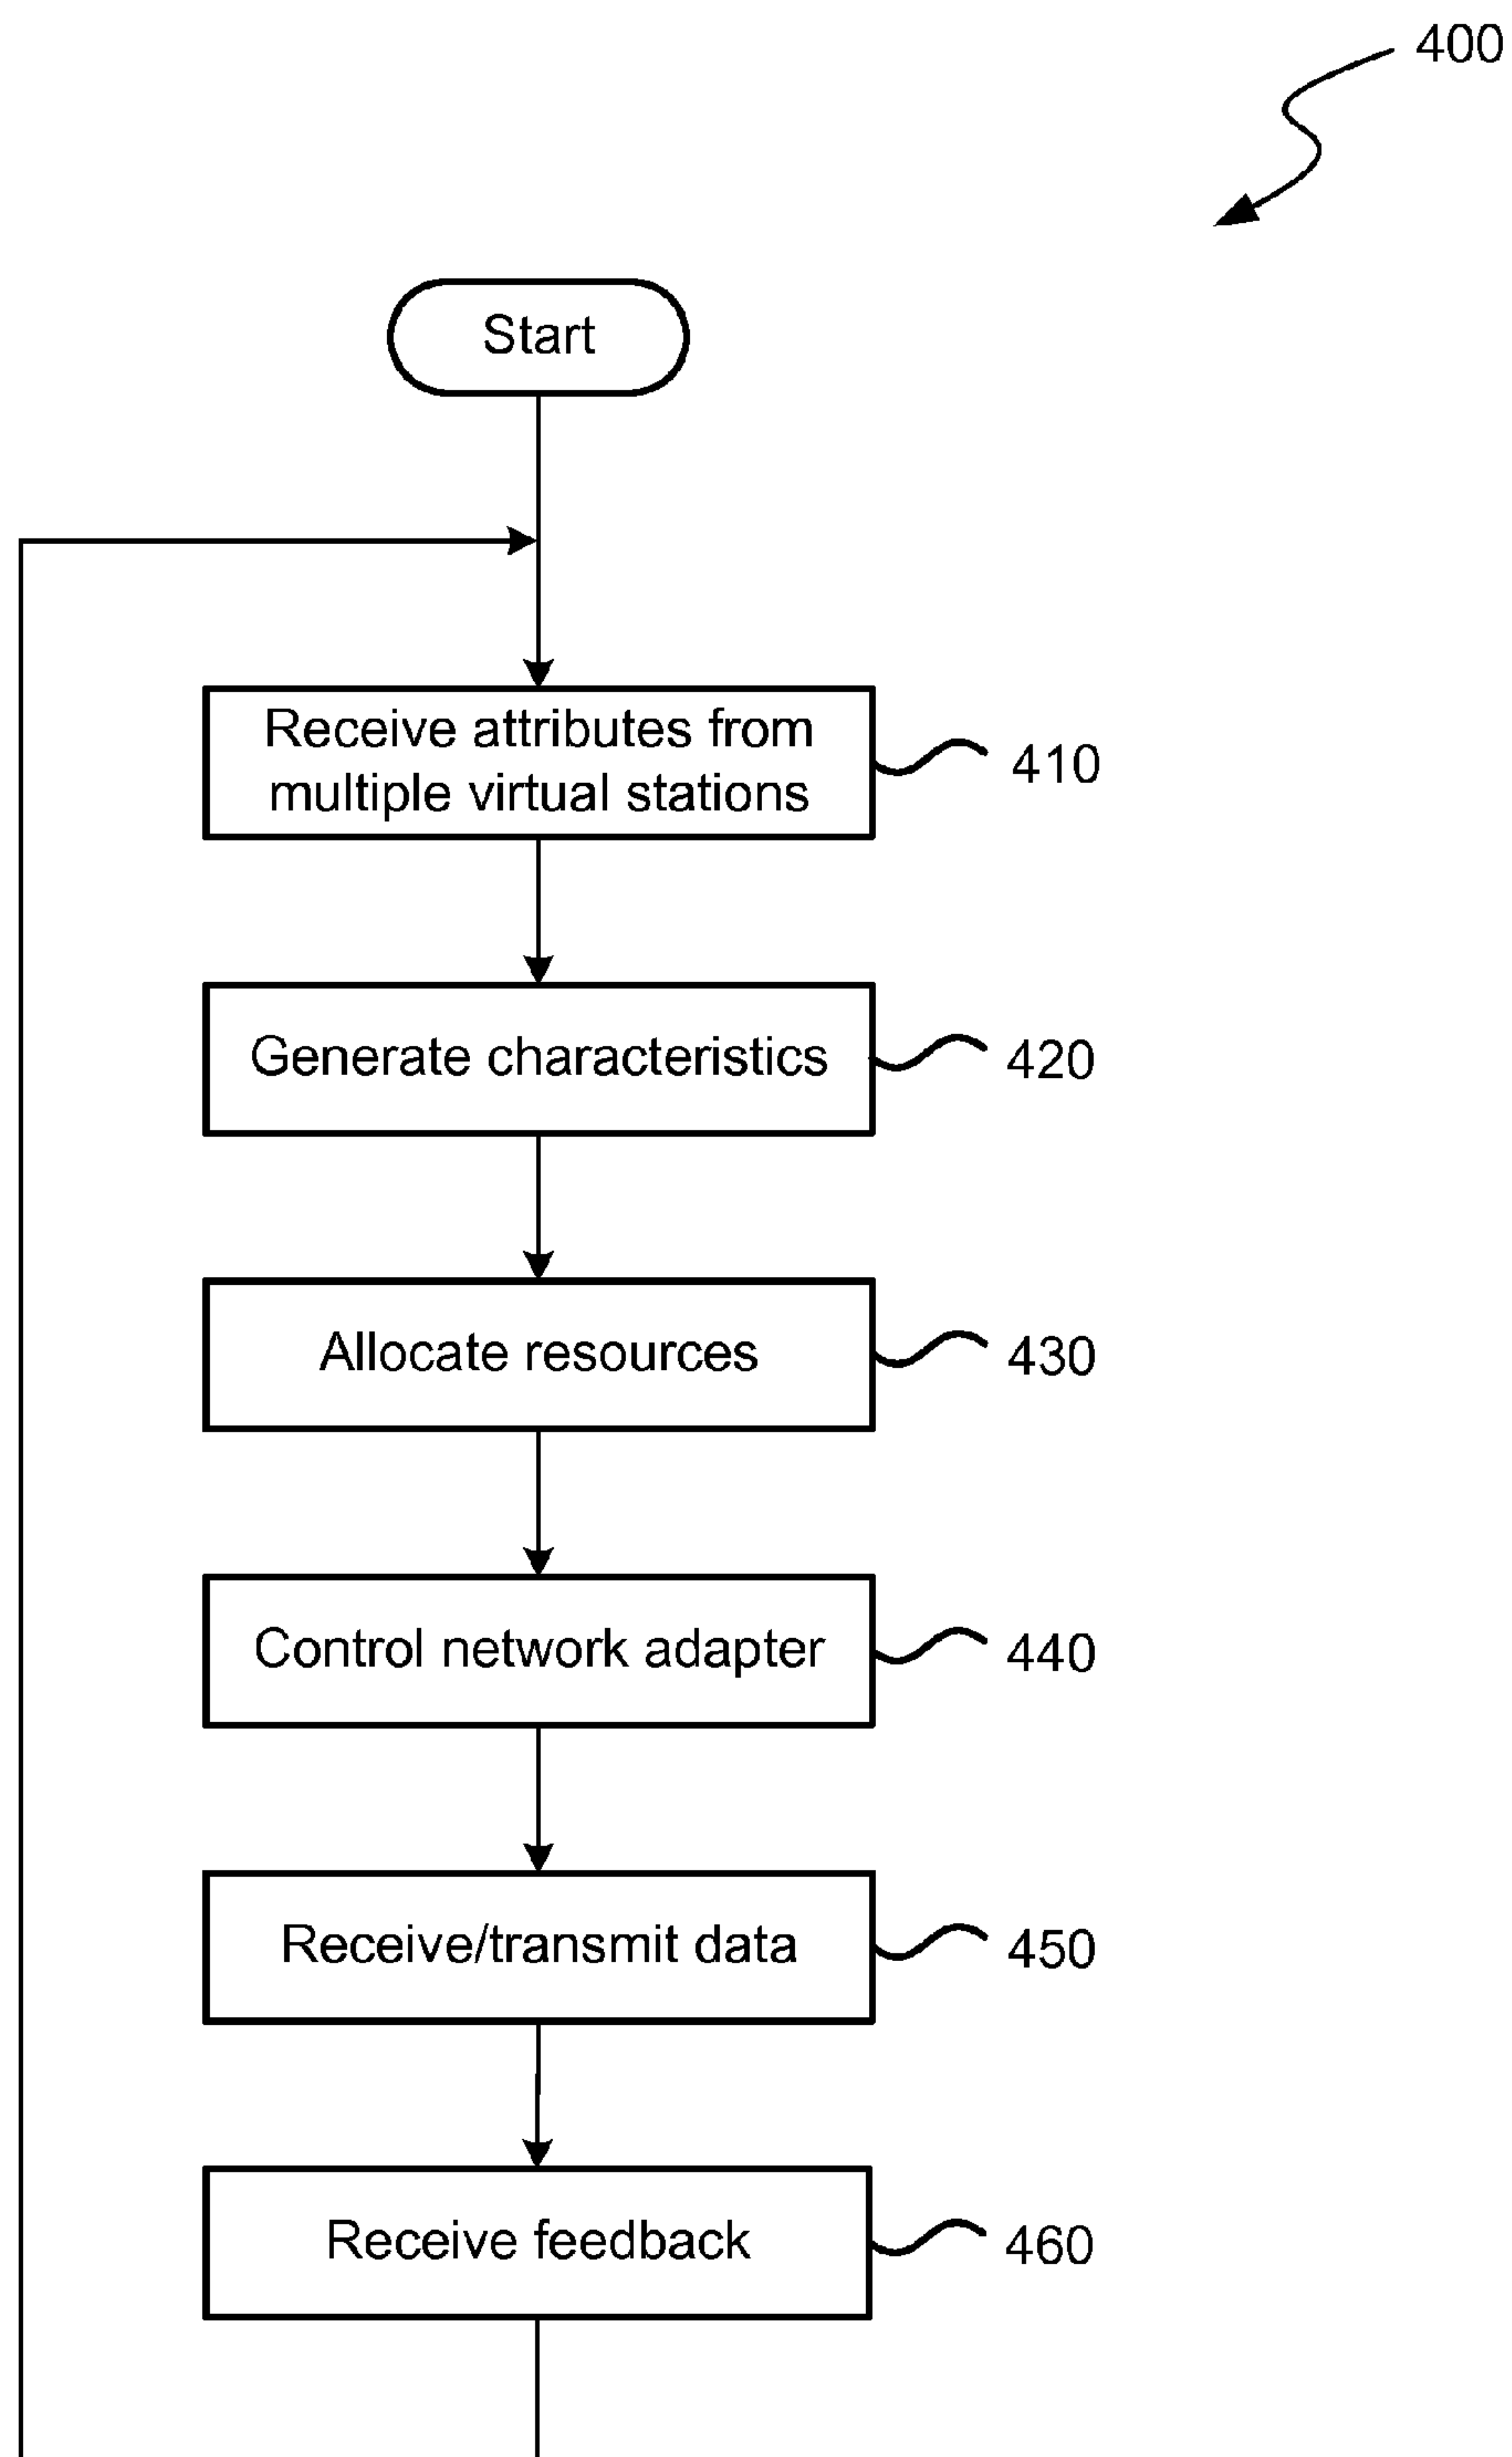 400
Start
Receive attributes from
multiple virtual stations
410
Generate characteristics
420
Allocate resources
430
Control network adapter
440
Receive/transmit data
450
Receive feedback
460